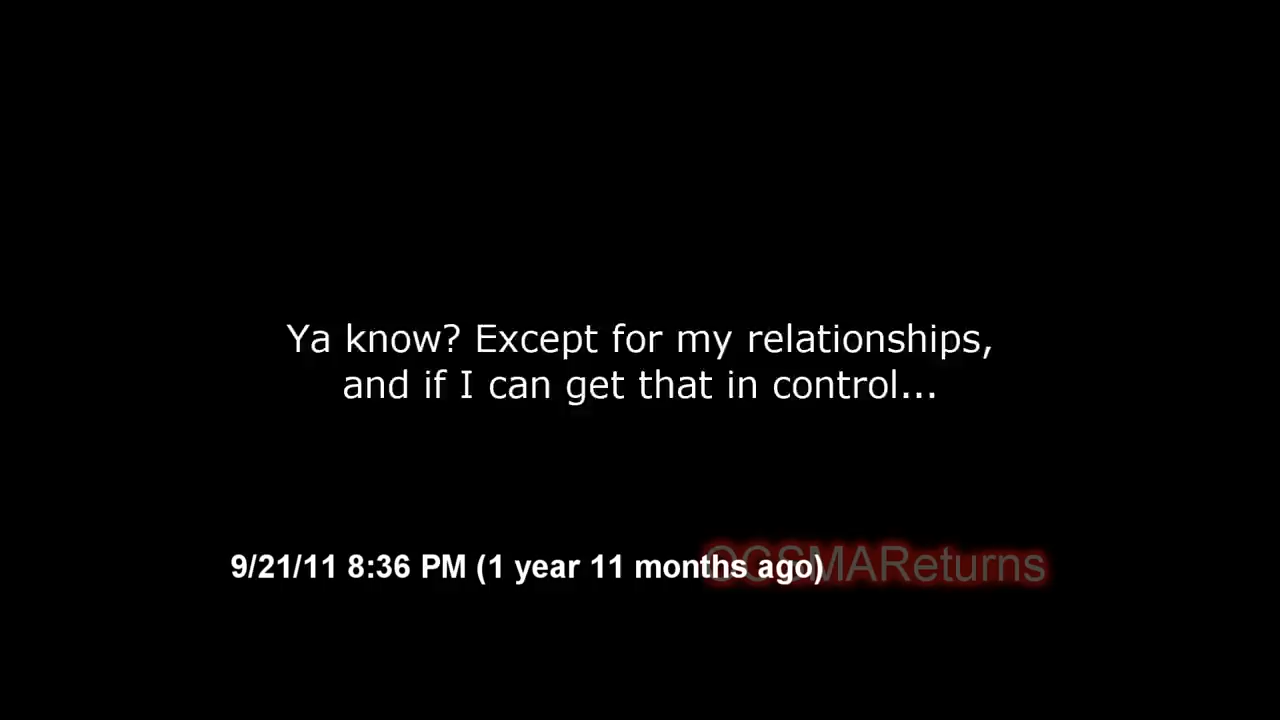 Ya know? Except for my relationships,
and if I can get that in control...
9/21/11 8:36 PM (1 year 11 months ago)